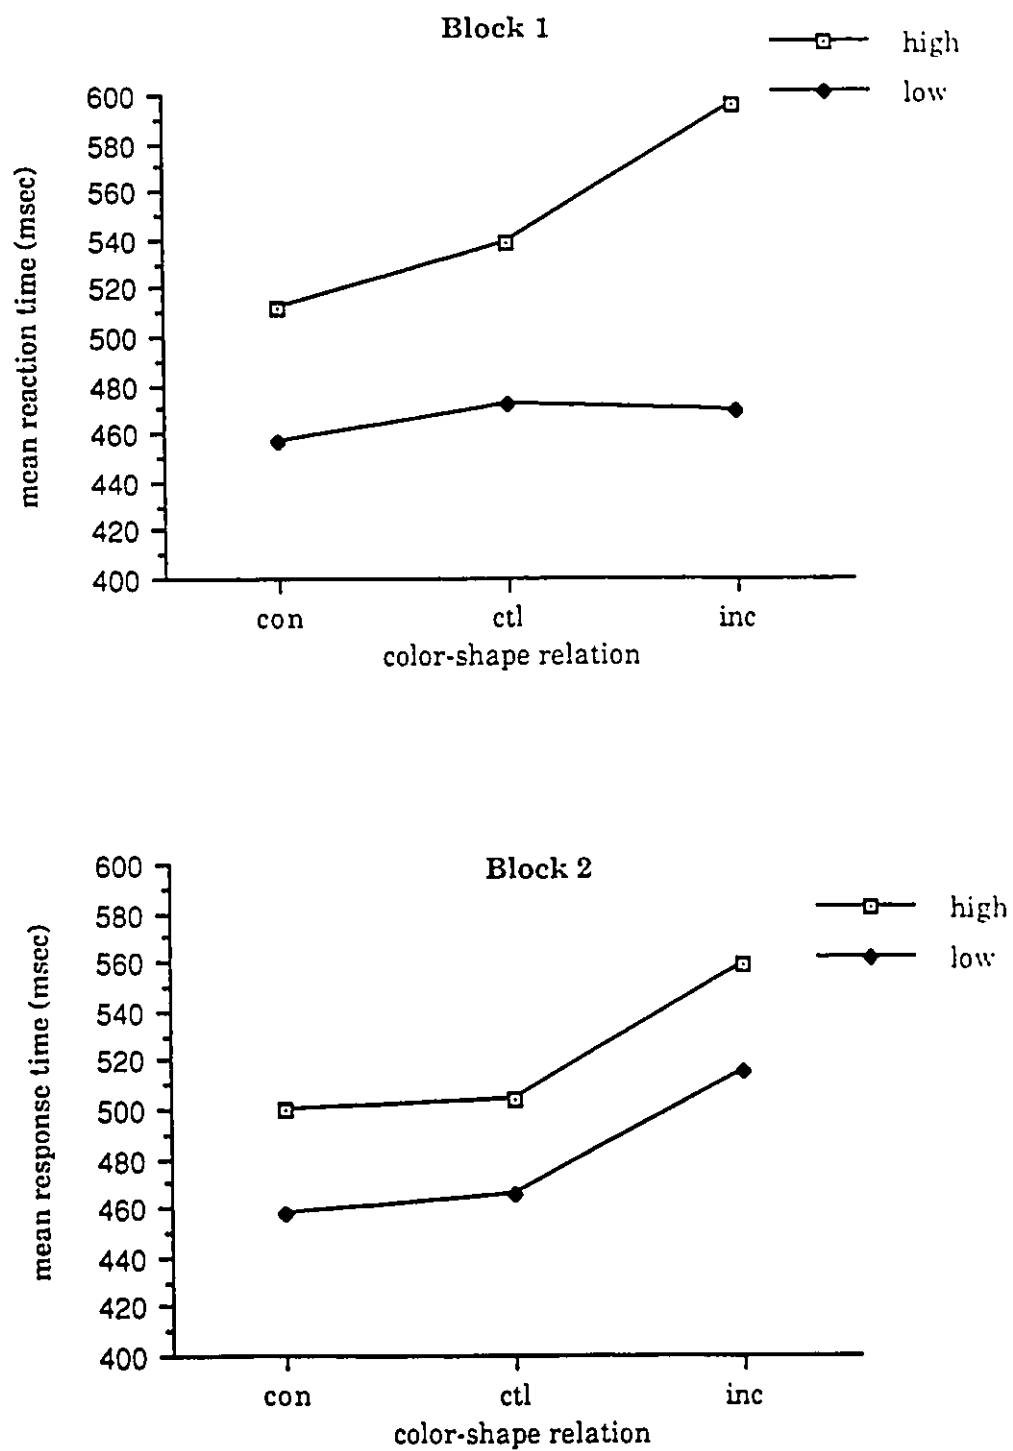 Block 1
high
low
mean reaction time (msec)
600
580
560
540
520
500
480
460
440
420
400
con ctl inc
color-shape relation
Block 2
high
low
mean response time (msec)
600
580
560
540
520
500
480
460
440
420
400
con ctl inc
color-shape relation